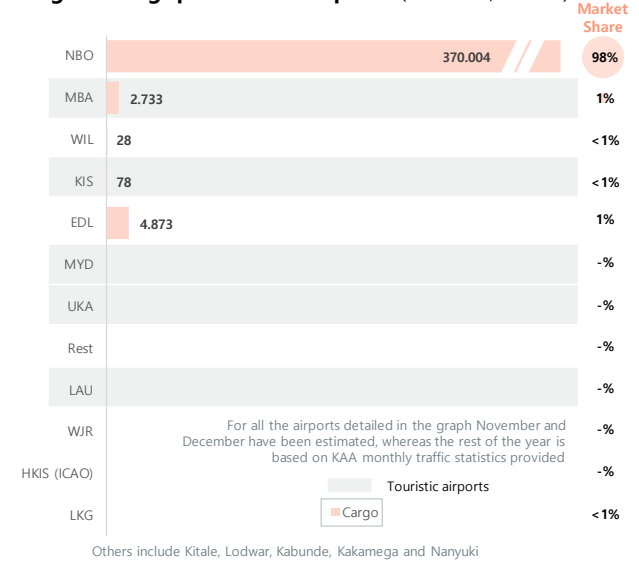 Market
Share
NBO 370.004 98%
MBA 2.733 1%
WIL 28 <1%
KIS 78 <1%
EDL 4.873 1%
MYD -%
UKA -%
Rest -%
LAU -%
WJR -%
HKIS (ICAO) -%
LKG <1%
For all the airports detailed in the graph November and
December have been estimated, whereas the rest of the year is
based on KAA monthly traffic statistics provided
Touristic airports
Cargo
Others include Kitale, Lodwar, Kabunde, Kakamega and Nanyuki